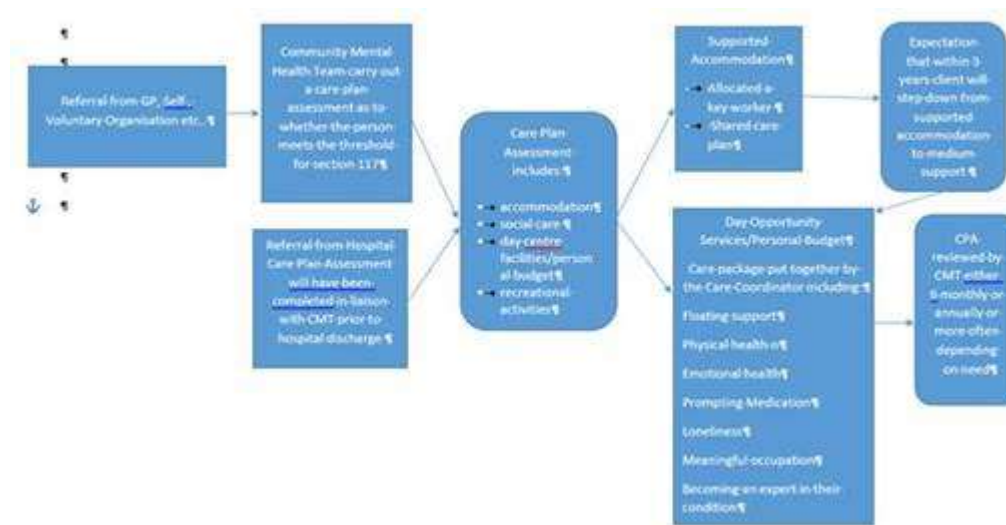 Referral from GP, Self,
Voluntary Organisation etc..¶
Community Mental
Health Team carry out
a care plan
assessment as to
whether the person
meets the threshold
for section 117¶
Referral from Hospital
Care Plan Assessment
will have been
completed in liaison
with CMT prior to
hospital discharge ¶
Care Plan
Assessment
includes:¶
accommodation¶
social care ¶
day centre
facilities/person
al budget¶
recreational
activities¶
Supported
Accommodation¶
Allocated a
key worker
Shared care
plan¶
Expectation
that within 3
years client will
step down from
supported
accommodation
to medium
support ¶
Day Opportunity
Services/Personal Budget¶
Care package put together by
the Care Coordinator including:¶
Floating support¶
Physical health n¶
Emotional health¶
Prompting Medication¶
Loneliness¶
Meaningful occupation¶
Becoming an expert in their
condition¶
CPA
reviewed by
CMT either
6 monthly or
annually or
more often
depending
on need¶